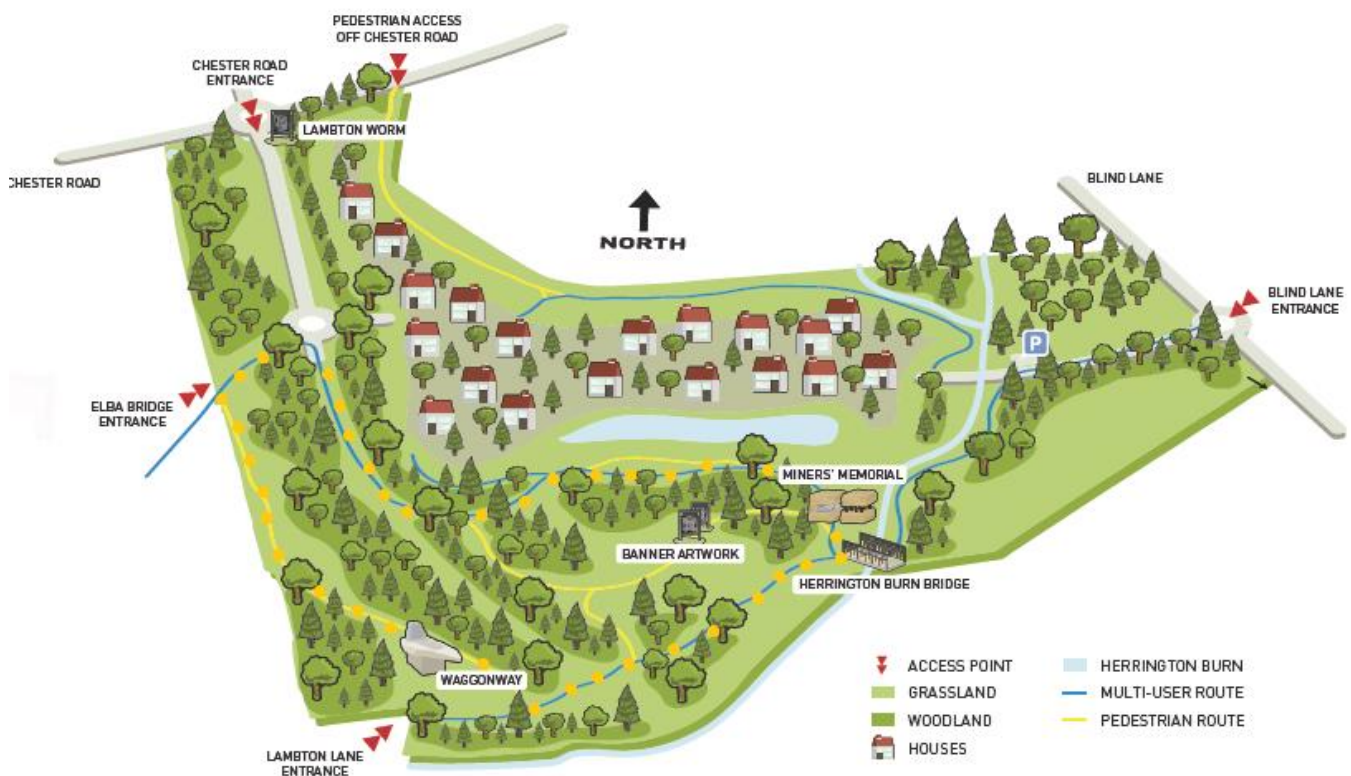 PEDESTRIAN ACCESS
OFF CHESTER ROAD
CHESTER ROAD
ENTRANCE
LAMBTON WORM
CHESTER ROAD
BLIND LANE
NORTH
BLIND LANE
ENTRANCE
P
ELBA BRIDGE
ENTRANCE
MINERS' MEMORIAL
BANNER ARTWORK
HERRINGTON BURN BRIDGE
WAGGONWAY
LAMBTON LANE
ENTRANCE
ACCESS POINT
GRASSLAND
WOODLAND
HOUSES
HERRINGTON BURN
MULTI-USER ROUTE
PEDESTRIAN ROUTE